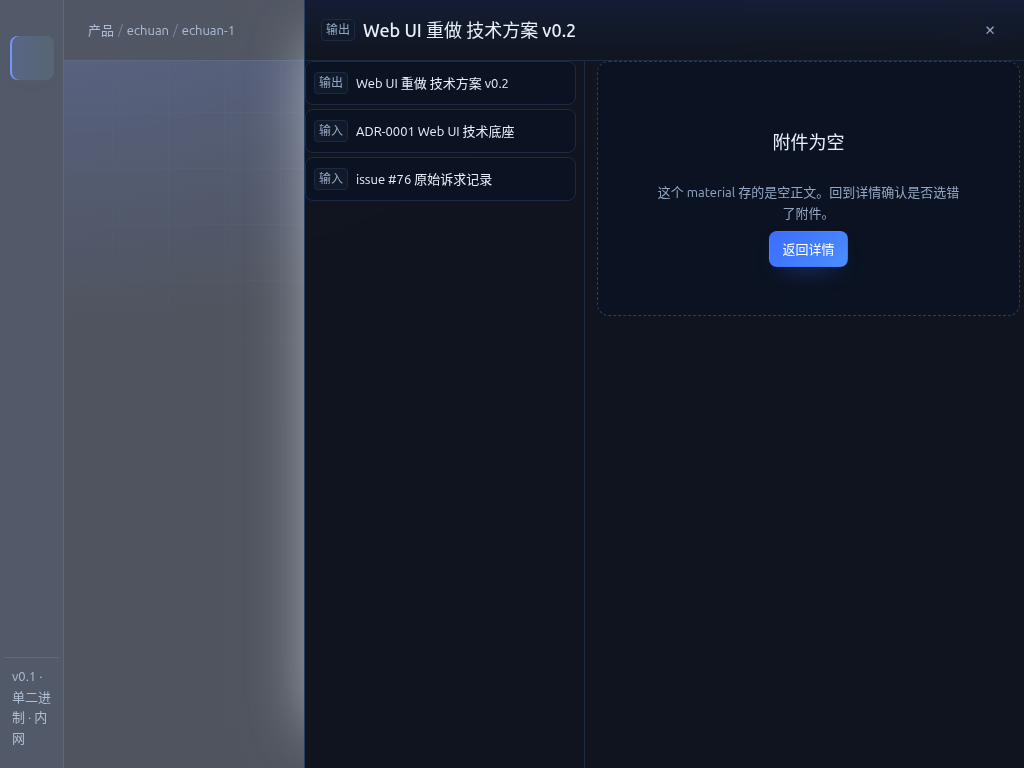 产品 / echuan / echuan-1
输出 Web UI 重做 技术方案 v0.2 ×
输出 Web UI 重做 技术方案 v0.2
输入 ADR-0001 Web UI 技术底座
输入 issue #76 原始诉求记录
附件为空
这个 material 存的是空正文。回到详情确认是否选错
了附件。
返回详情
v0.1 ·
单二进
制 · 内
网